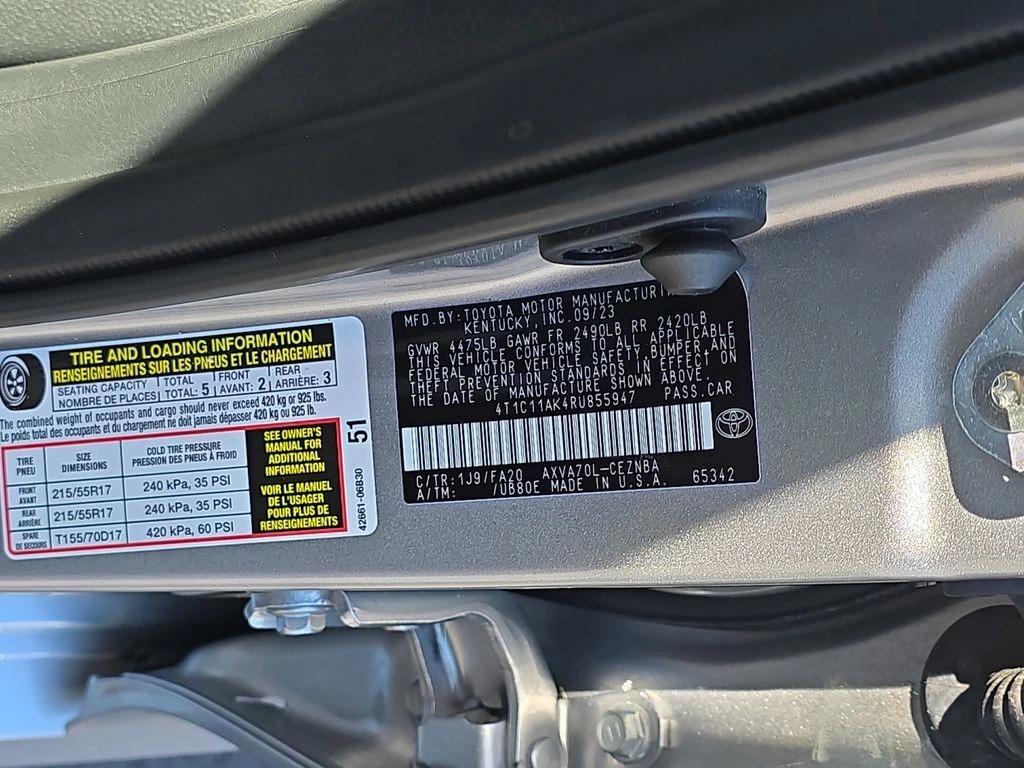 TIRE AND LOADING INFORMATION
RENSEIGNEMENTS SUR LES PNEUS ET LE CHARGEMENT
SEATING CAPACITY TOTAL 5 FRONT 2 REAR 3
NOMBRE DE PLACES TOTAL: AVANT: ARRIÈRE:
The combined weight of occupants and cargo should never exceed 420 kg or 925 lbs.
Le poids total des occupants et du chargement ne doit jamais dépasser 420 kg ou 925 lb.
TIRE SIZE COLD TIRE PRESSURE
PNEU DIMENSIONS PRESSION DES PNEUS À FROID
FRONT AVANT 215/55R17 240 kPa, 35 PSI
REAR ARRIÈRE 215/55R17 240 kPa, 35 PSI
SPARE DE SECOURS T155/70D17 420 kPa, 60 PSI
SEE OWNER'S
MANUAL FOR
ADDITIONAL
INFORMATION
VOIR LE MANUEL
DE L'USAGER
POUR PLUS DE
RENSEIGNEMENTS
51
42661-06B30
MFD.BY:TOYOTA MOTOR MANUFACTURIN
KENTUCKY, INC. 09/23
GVWR 4475LB GAWR FR 2490LB RR 2420LB
THIS VEHICLE CONFORMS TO ALL APPLICABLE
FEDERAL MOTOR VEHICLE SAFETY, BUMPER, AND
THEFT PREVENTION STANDARDS IN EFFECT ON
THE DATE OF MANUFACTURE SHOWN ABOVE.
4T1C11AK4RU855947 PASS.CAR
C/TR:1J9/FA20 AXVA70L-CEZNBA
A/TM: /UB80E MADE IN U.S.A. 65342